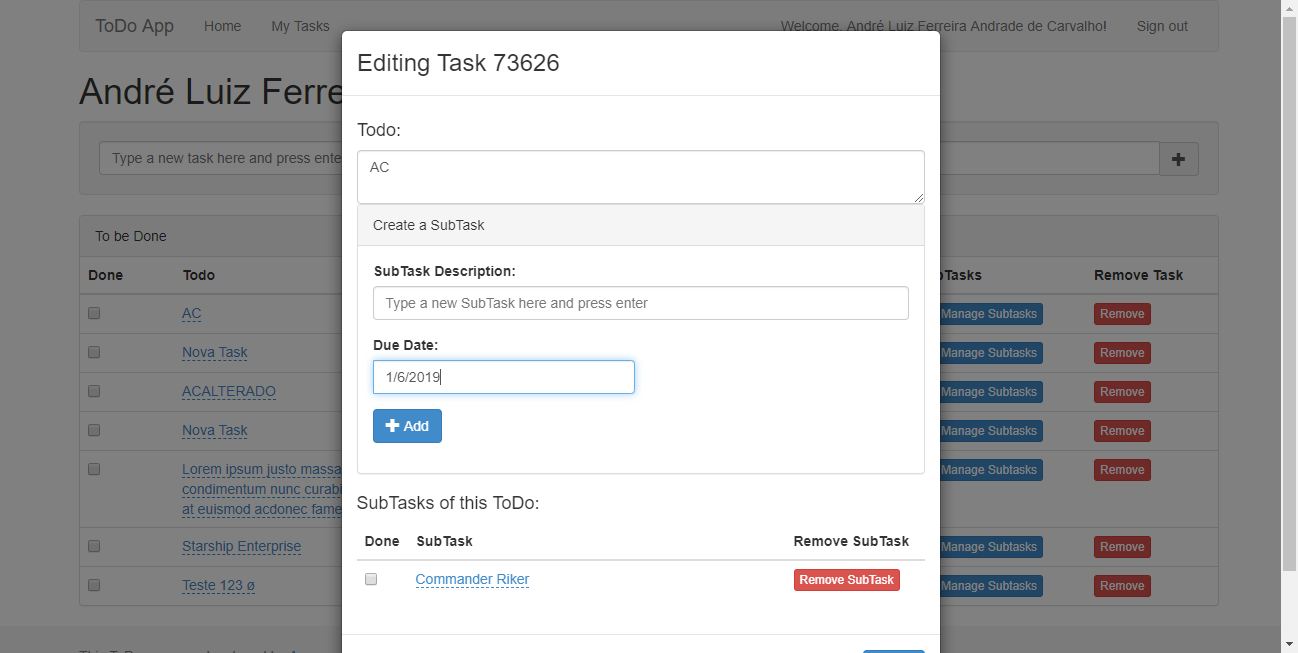 ToDo App Home My Tasks Welcome, André Luiz Ferreira Andrade de Carvalho! Sign out
Editing Task 73626
André Luiz Ferre
Todo:
Type a new task here and press ente
AC
Create a SubTask
SubTask Description:
Type a new SubTask here and press enter
Due Date:
1/6/2019
Add
SubTasks of this ToDo:
Done SubTask Remove SubTask
Commander Riker Remove SubTask
To be Done
Done Todo Tasks Remove Task
AC Manage Subtasks Remove
Nova Task Manage Subtasks Remove
ACALTERADO Manage Subtasks Remove
Nova Task Manage Subtasks Remove
Lorem ipsum justo massa Manage Subtasks Remove
condimentum nunc curabi
at euismod acdonec fame
Starship Enterprise Manage Subtasks Remove
Teste 123 ø Manage Subtasks Remove